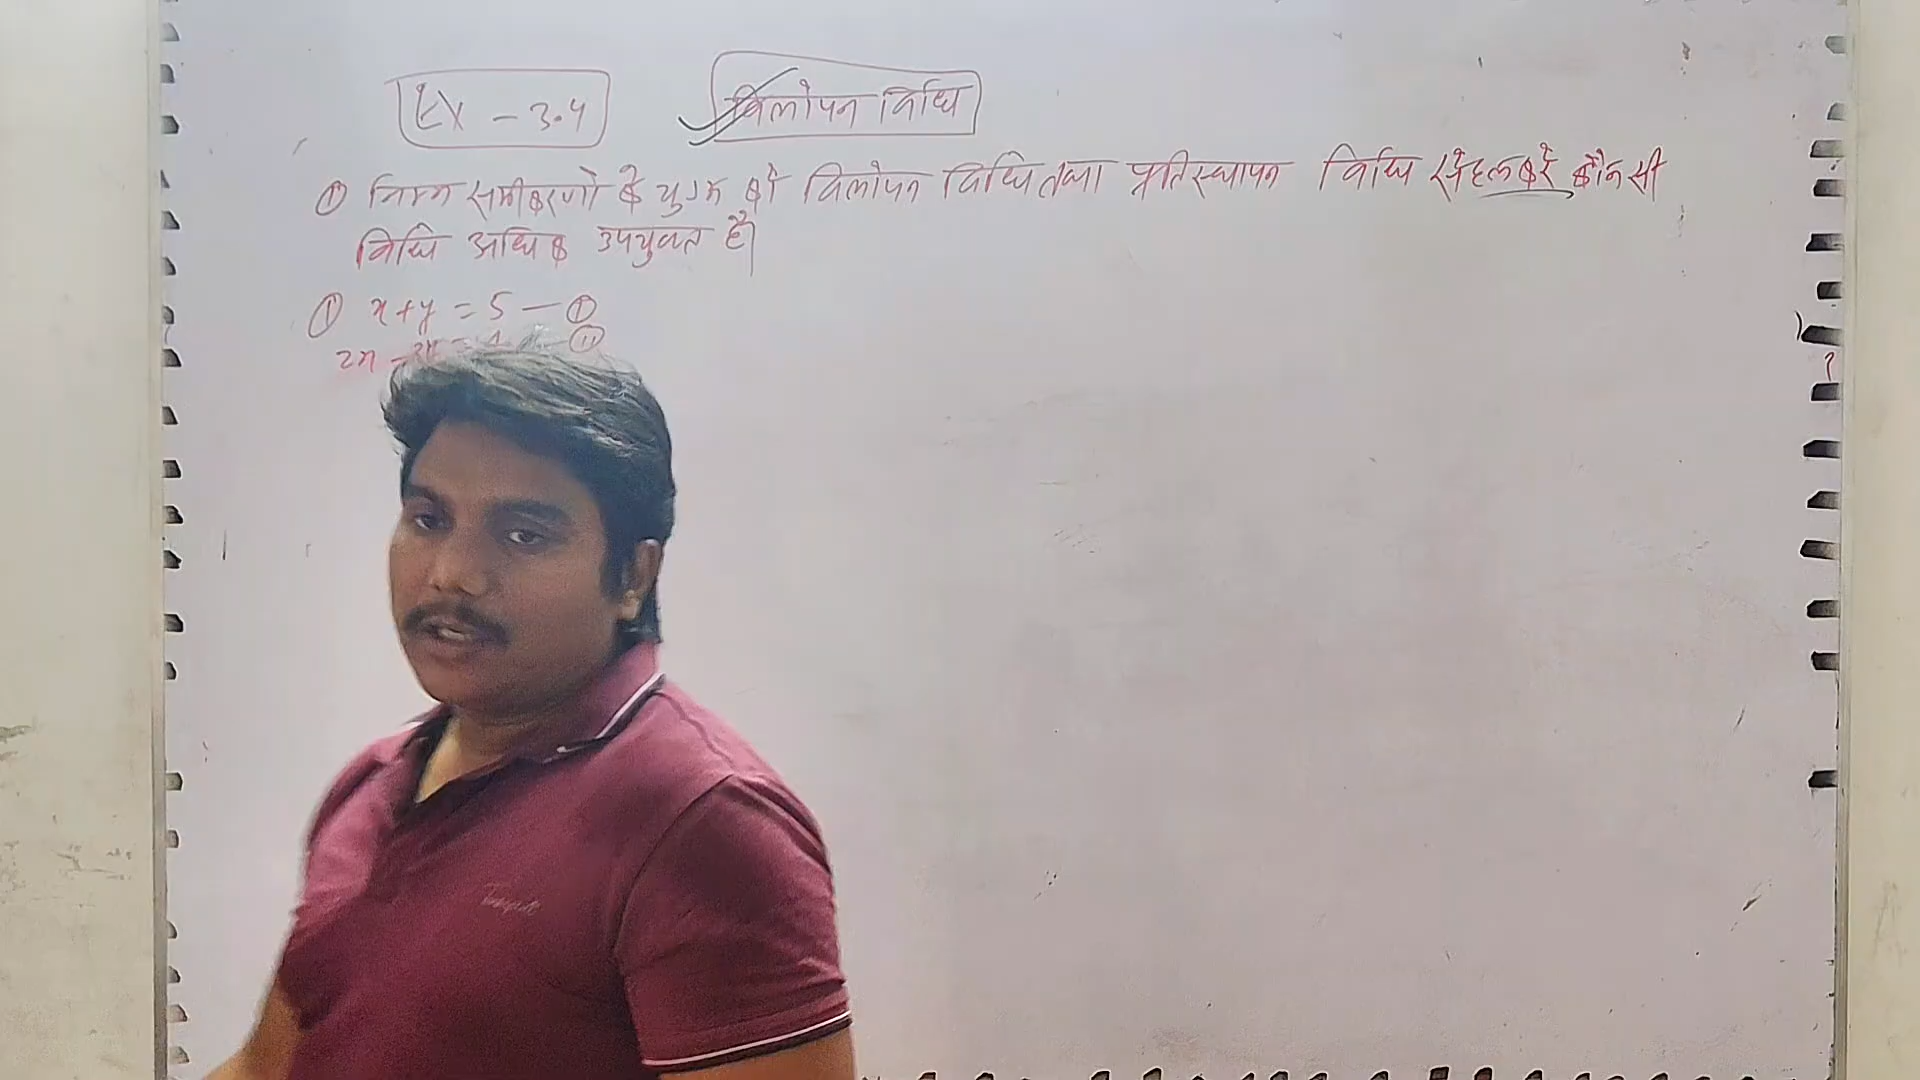 Ex - 3.4
विलोपन विधि
① निम्न समीकरणो के युग्म को विलोपन विधि तथा प्रतिस्थापन विधि से हल करे कौन सी
विधि अधिक उपयुक्त है।
① x + y = 5 — ①
2x - 3y = 4 — ⑪